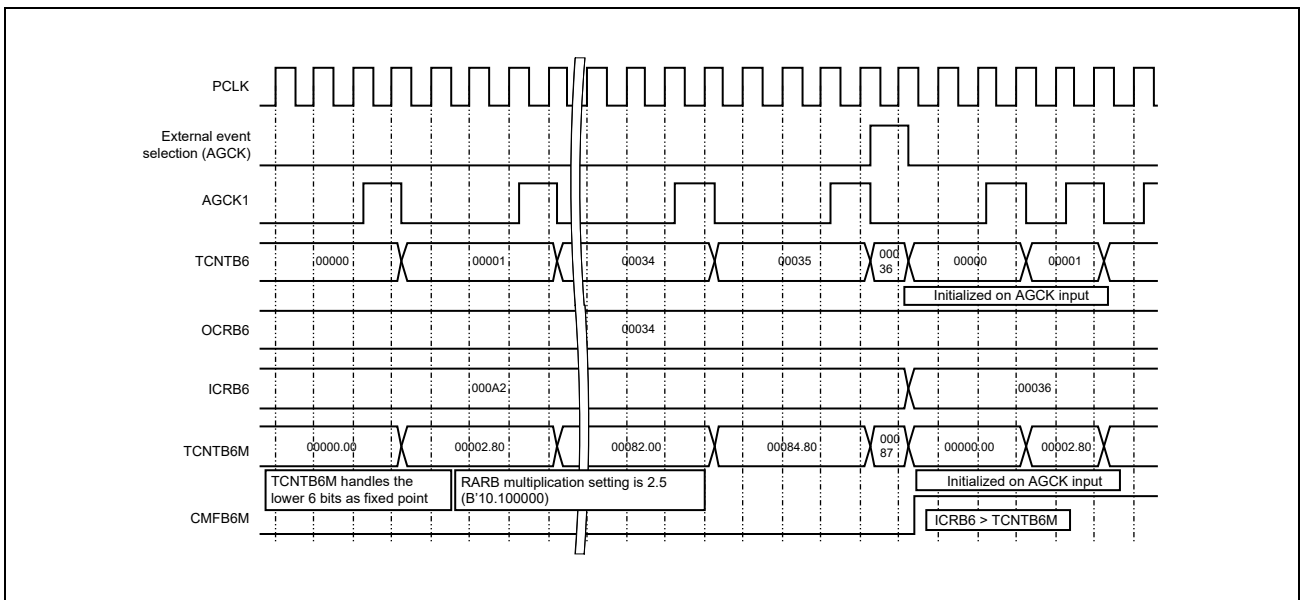 PCLK
External event
selection (AGCK)
AGCK1
TCNTB6
00000
00001
00034
00035
000
36
00000
00001
Initialized on AGCK input
OCRB6
00034
ICRB6
000A2
00036
TCNTB6M
00000.00
00002.80
00082.00
00084.80
000
87
00000.00
00002.80
TCNTB6M handles the
lower 6 bits as fixed point
RARB multiplication setting is 2.5
(B'10.100000)
Initialized on AGCK input
CMFB6M
ICRB6 > TCNTB6M